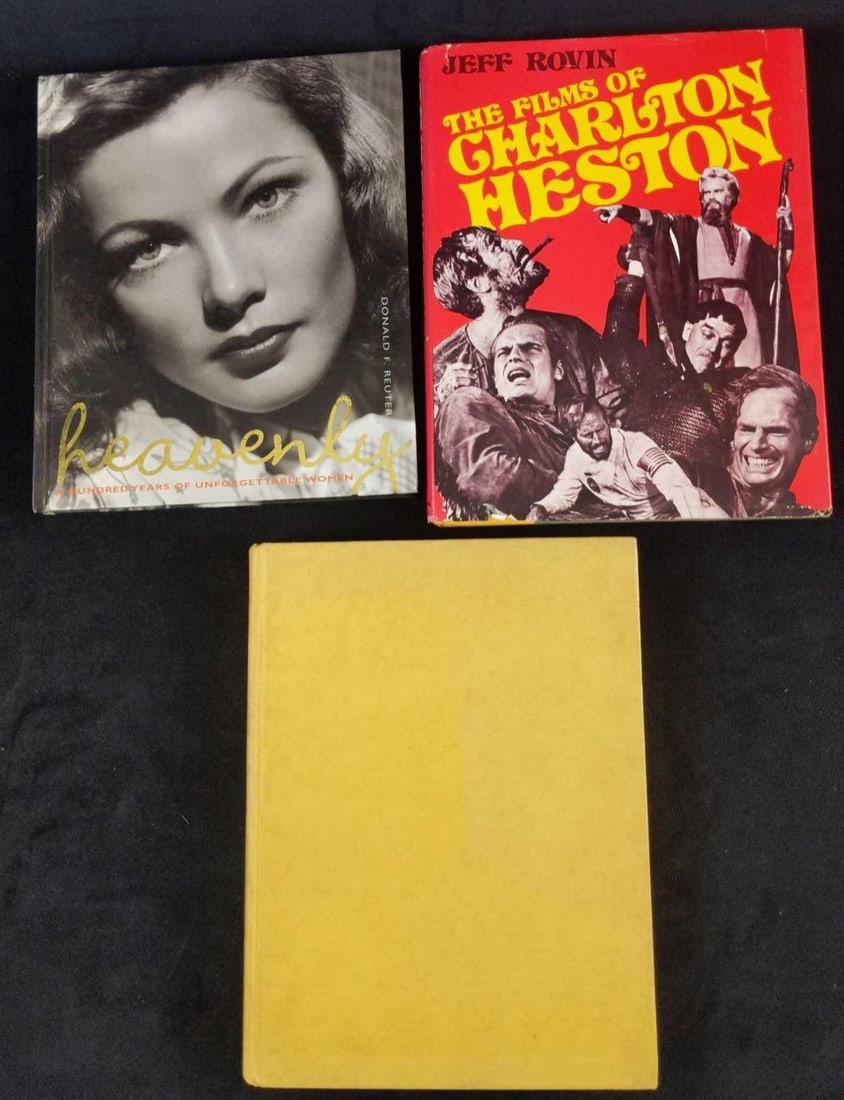 DONALD F. REUTER
heavenly
A HUNDRED YEARS OF UNFORGETTABLE WOMEN
JEFF ROVIN
THE FILMS OF
CHARLTON
HESTON